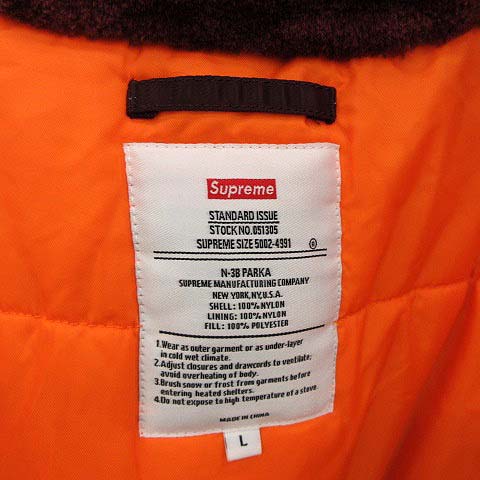 Supreme
STANDARD ISSUE
STOCK NO.051305
SUPREME SIZE 5002-4991 ®
N-3B PARKA
SUPREME MANUFACTURING COMPANY
NEW YORK, NY, U.S.A.
SHELL: 100% NYLON
LINING: 100% NYLON
FILL: 100% POLYESTER
1.Wear as outer garment or as under-layer
in cold wet climate.
2.Adjust closures and drawcords to ventilate;
avoid overheating of body.
3.Brush snow or frost from garments before
entering heated shelters.
4.Do not expose to high temperature of a stove.
MADE IN CHINA
L